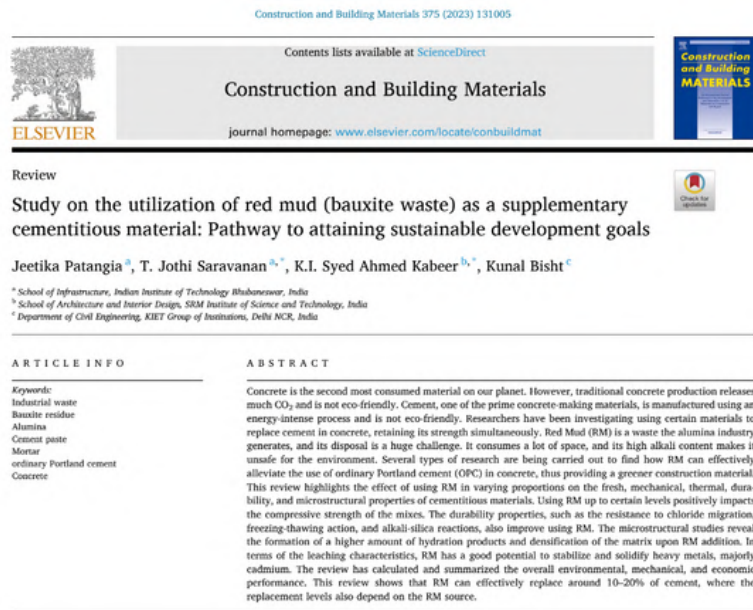 Construction and Building Materials 375 (2023) 131005
Contents lists available at ScienceDirect
Construction and Building Materials
journal homepage: www.elsevier.com/locate/conbuildmat
ELSEVIER
Construction
and Building
MATERIALS
Review
Check for
updates
Study on the utilization of red mud (bauxite waste) as a supplementary
cementitious material: Pathway to attaining sustainable development goals
Jeetika Patangia a, T. Jothi Saravanan a,*, K.I. Syed Ahmed Kabeer b,*, Kunal Bisht c
a School of Infrastructure, Indian Institute of Technology Bhubaneswar, India
b School of Architecture and Interior Design, SRM Institute of Science and Technology, India
c Department of Civil Engineering, KIET Group of Institutions, Delhi NCR, India
ARTICLE INFO
Keywords:
Industrial waste
Bauxite residue
Alumina
Cement paste
Mortar
ordinary Portland cement
Concrete
ABSTRACT
Concrete is the second most consumed material on our planet. However, traditional concrete production releases
much CO2 and is not eco-friendly. Cement, one of the prime concrete-making materials, is manufactured using an
energy-intense process and is not eco-friendly. Researchers have been investigating using certain materials to
replace cement in concrete, retaining its strength simultaneously. Red Mud (RM) is a waste the alumina industry
generates, and its disposal is a huge challenge. It consumes a lot of space, and its high alkali content makes it
unsafe for the environment. Several types of research are being carried out to find how RM can effectively
alleviate the use of ordinary Portland cement (OPC) in concrete, thus providing a greener construction material.
This review highlights the effect of using RM in varying proportions on the fresh, mechanical, thermal, dura-
bility, and microstructural properties of cementitious materials. Using RM up to certain levels positively impacts
the compressive strength of the mixes. The durability properties, such as the resistance to chloride migration,
freezing-thawing action, and alkali-silica reactions, also improve using RM. The microstructural studies reveal
the formation of a higher amount of hydration products and densification of the matrix upon RM addition. In
terms of the leaching characteristics, RM has a good potential to stabilize and solidify heavy metals, majorly
cadmium. The review has calculated and summarized the overall environmental, mechanical, and economic
performance. This review shows that RM can effectively replace around 10–20% of cement, where the
replacement levels also depend on the RM source.